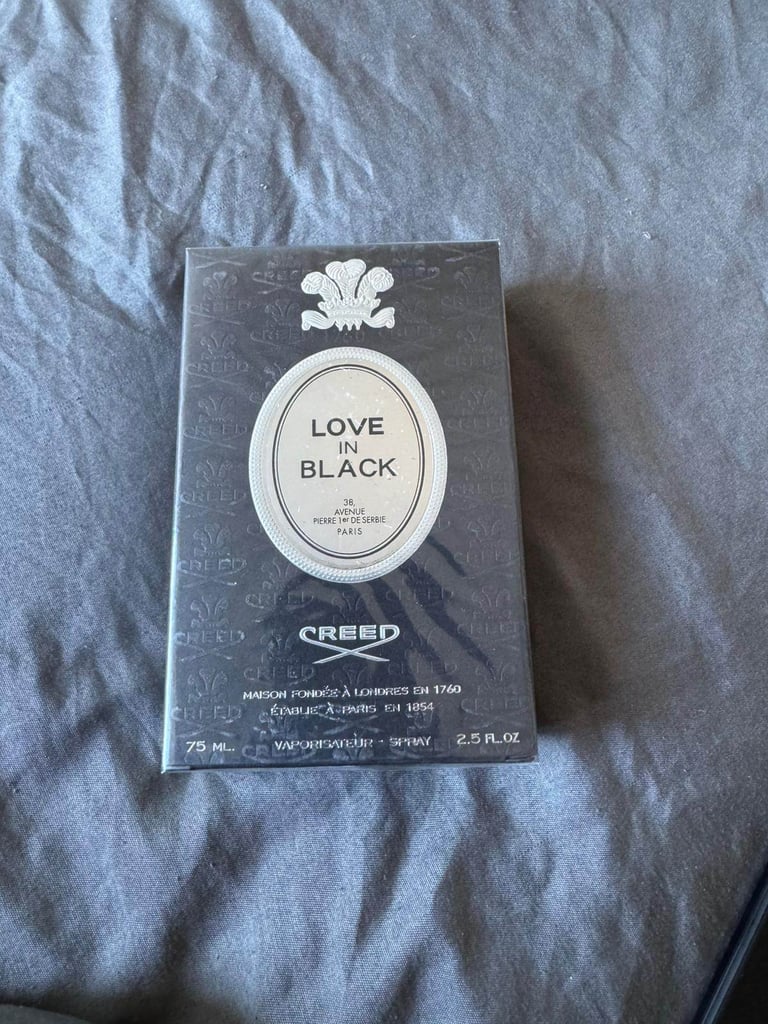 LOVE
IN
BLACK
38,
AVENUE
PIERRE 1er DE SERBIE
PARIS
CREED
MAISON FONDÉE À LONDRES EN 1760
ÉTABLIE À PARIS EN 1854
75 ML. VAPORISATEUR - SPRAY 2.5 FL.OZ